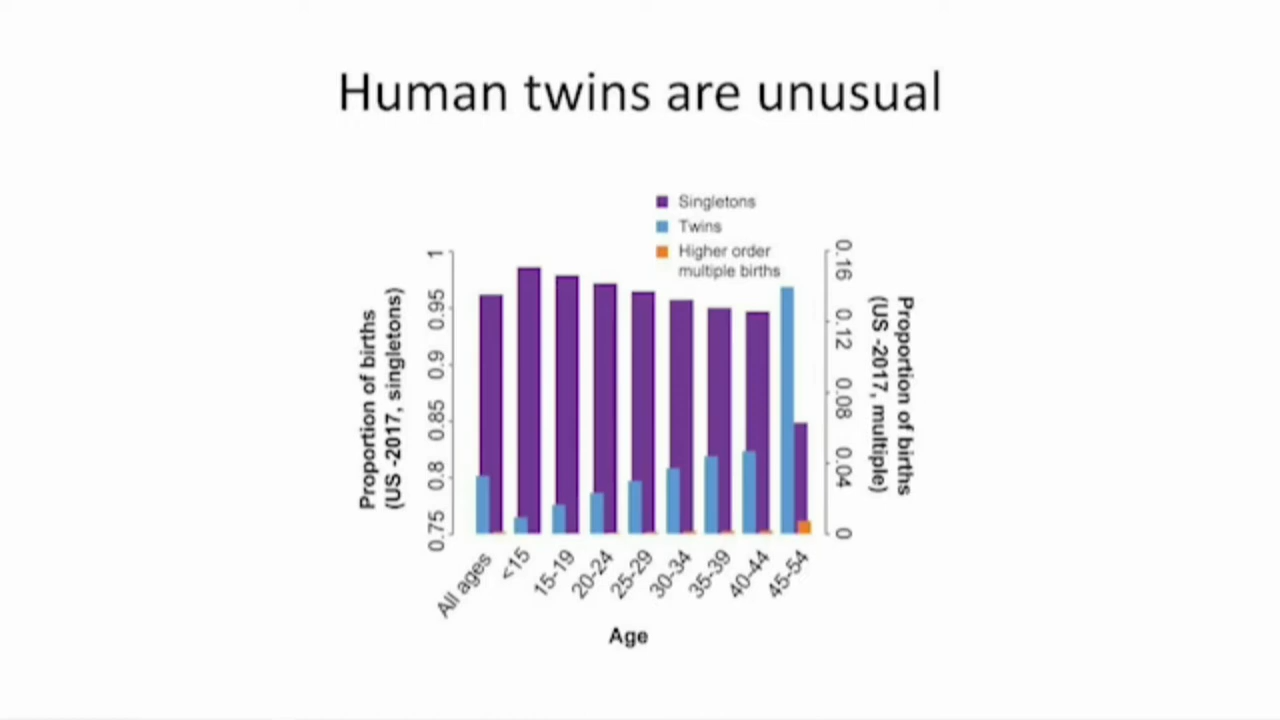 Human twins are unusual
Singletons
Twins
Higher order
multiple births
Proportion of births
(US -2017, singletons)
1
0.95
0.9
0.85
0.8
0.75
0.16
0.12
0.08
0.04
0
Proportion of births
(US -2017, multiple)
All ages
<15
15-19
20-24
25-29
30-34
35-39
40-44
45-54
Age